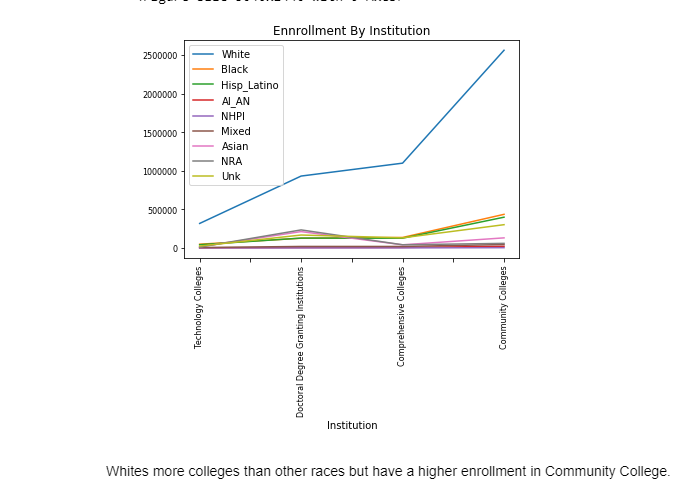 Ennrollment By Institution
2500000
2000000
1500000
1000000
500000
0
White
Black
Hisp_Latino
AI_AN
NHPI
Mixed
Asian
NRA
Unk
Technology Colleges
Doctoral Degree Granting Institutions
Comprehensive Colleges
Community Colleges
Institution
Whites more colleges than other races but have a higher enrollment in Community College.